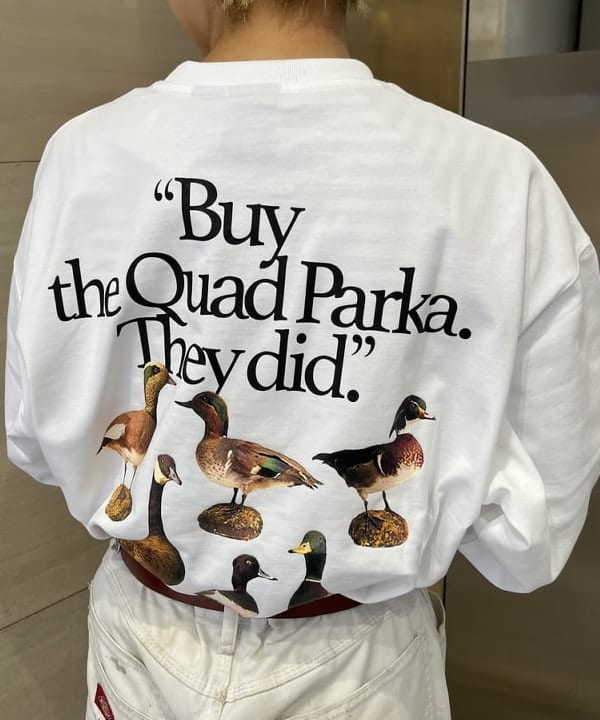 “Buy
the Quad Parka.
They did.”